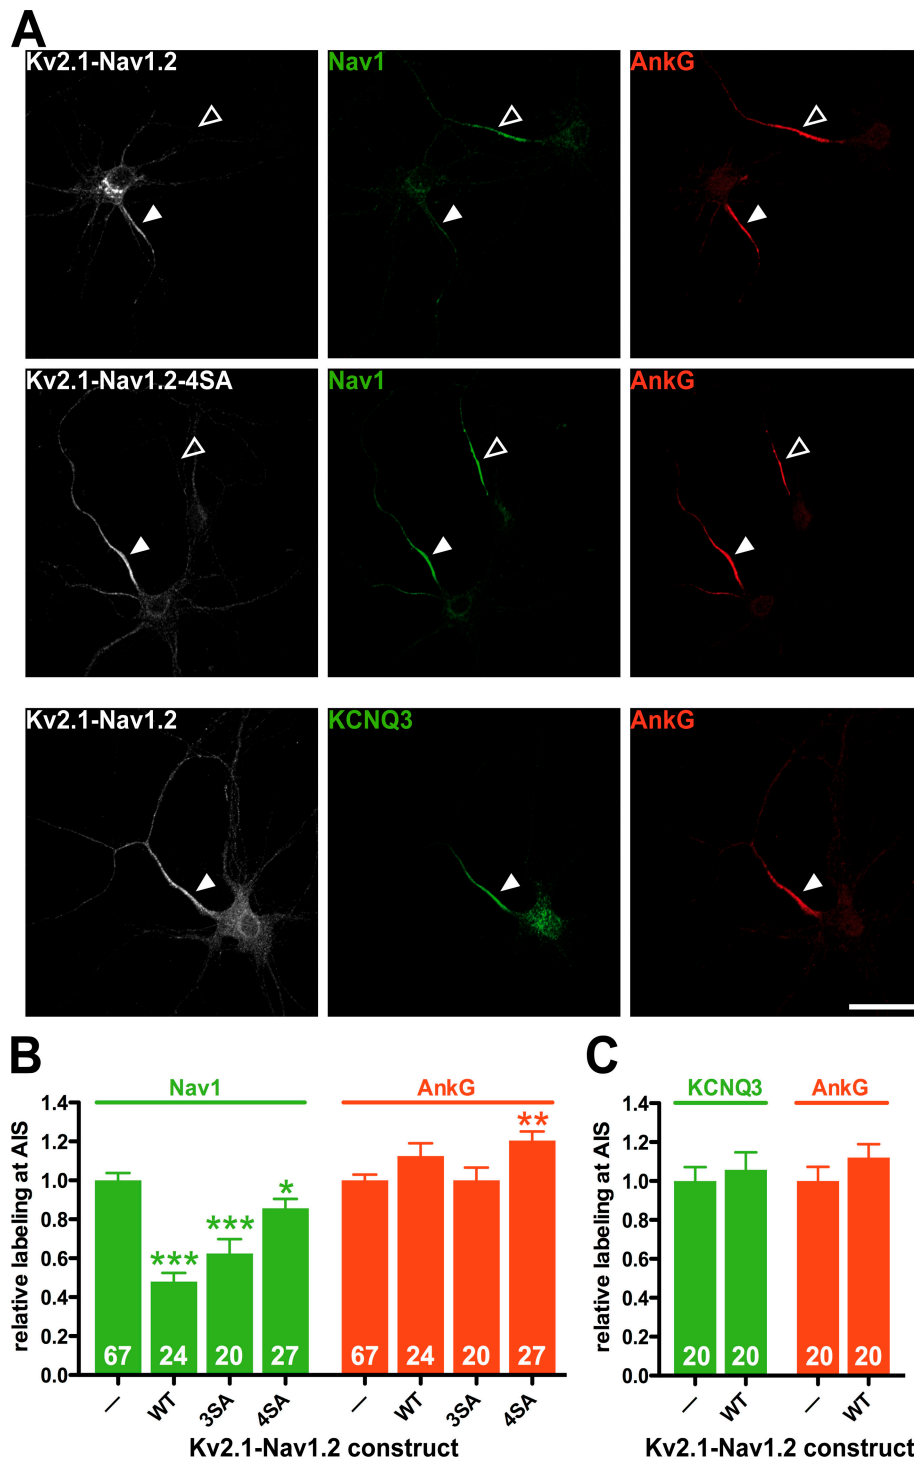 A
Kv2.1-Nav1.2 Nav1 AnkG
Kv2.1-Nav1.2-4SA Nav1 AnkG
Kv2.1-Nav1.2 KCNQ3 AnkG
B
Nav1 AnkG
relative labeling at AIS
1.4
1.2
1.0
0.8
0.6
0.4
0.2
0.0
*** *** * **
67 24 20 27 67 24 20 27
— WT 3SA 4SA — WT 3SA 4SA
Kv2.1-Nav1.2 construct
C
KCNQ3 AnkG
relative labeling at AIS
1.4
1.2
1.0
0.8
0.6
0.4
0.2
0.0
20 20 20 20
— WT — WT
Kv2.1-Nav1.2 construct